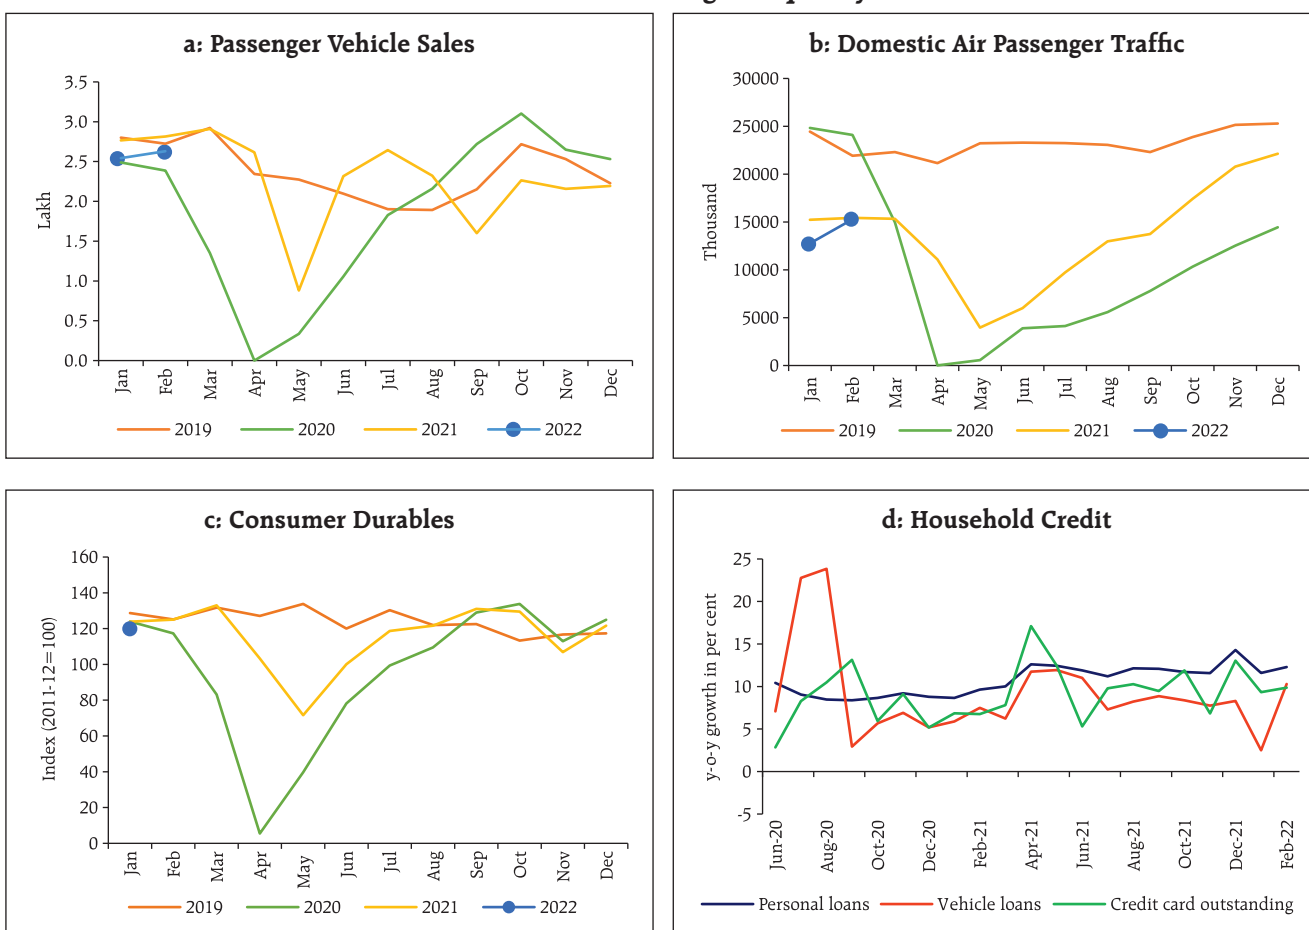 a: Passenger Vehicle Sales
3.5
3.0
2.5
2.0
1.5
1.0
0.5
0.0
Lakh
Jan Feb Mar Apr May Jun Jul Aug Sep Oct Nov Dec
2019 2020 2021 2022
b: Domestic Air Passenger Traffic
30000
25000
20000
15000
10000
5000
0
Thousand
Jan Feb Mar Apr May Jun Jul Aug Sep Oct Nov Dec
2019 2020 2021 2022
c: Consumer Durables
160
140
120
100
80
60
40
20
0
Index (2011-12=100)
Jan Feb Mar Apr May Jun Jul Aug Sep Oct Nov Dec
2019 2020 2021 2022
d: Household Credit
25
20
15
10
5
0
-5
y-o-y growth in per cent
Jun-20 Aug-20 Oct-20 Dec-20 Feb-21 Apr-21 Jun-21 Aug-21 Oct-21 Dec-21 Feb-22
Personal loans Vehicle loans Credit card outstanding